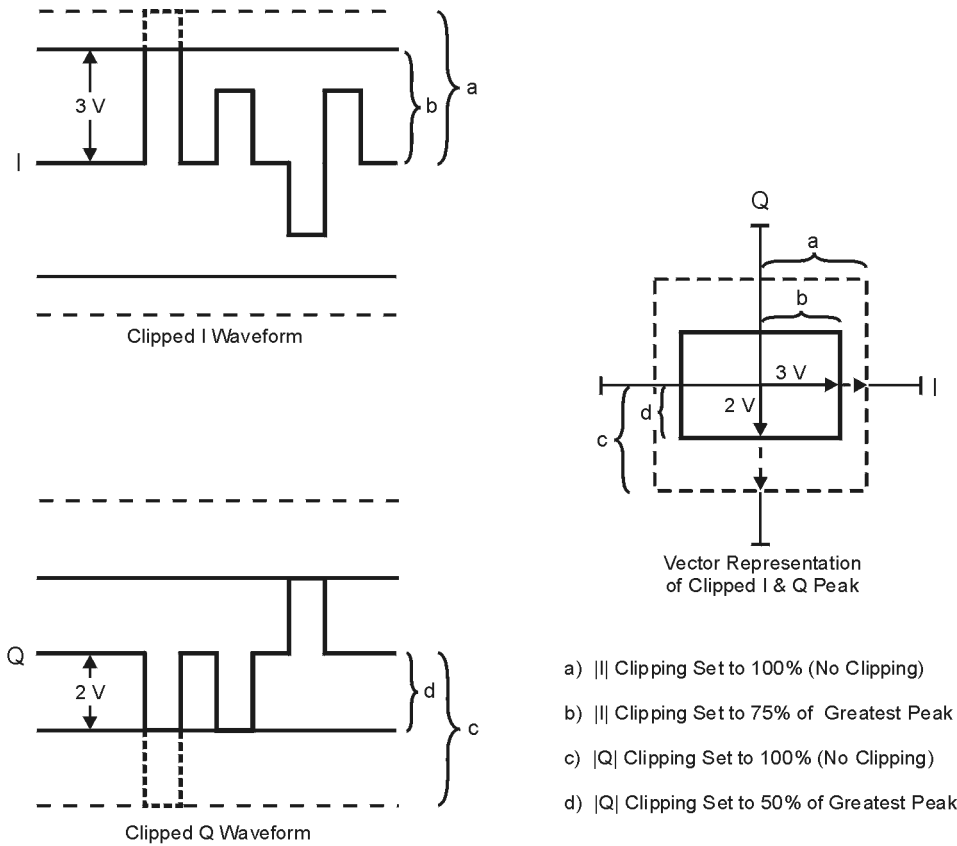 3 V
b
a
I
Clipped I Waveform
Q
a
b
3 V
I
2 V
d
c
Vector Representation
of Clipped I & Q Peak
Q
2 V
d
c
Clipped Q Waveform
a) |I| Clipping Set to 100% (No Clipping)
b) |I| Clipping Set to 75% of Greatest Peak
c) |Q| Clipping Set to 100% (No Clipping)
d) |Q| Clipping Set to 50% of Greatest Peak